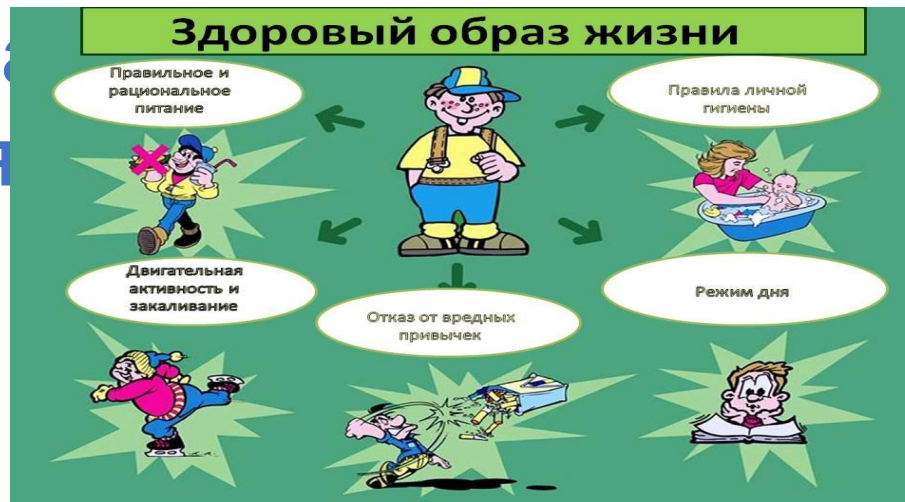 Здоровый образ жизни
Правильное и
рациональное
питание
Правила личной
гигиены
Двигательная
активность и
закаливание
Отказ от вредных
привычек
Режим дня